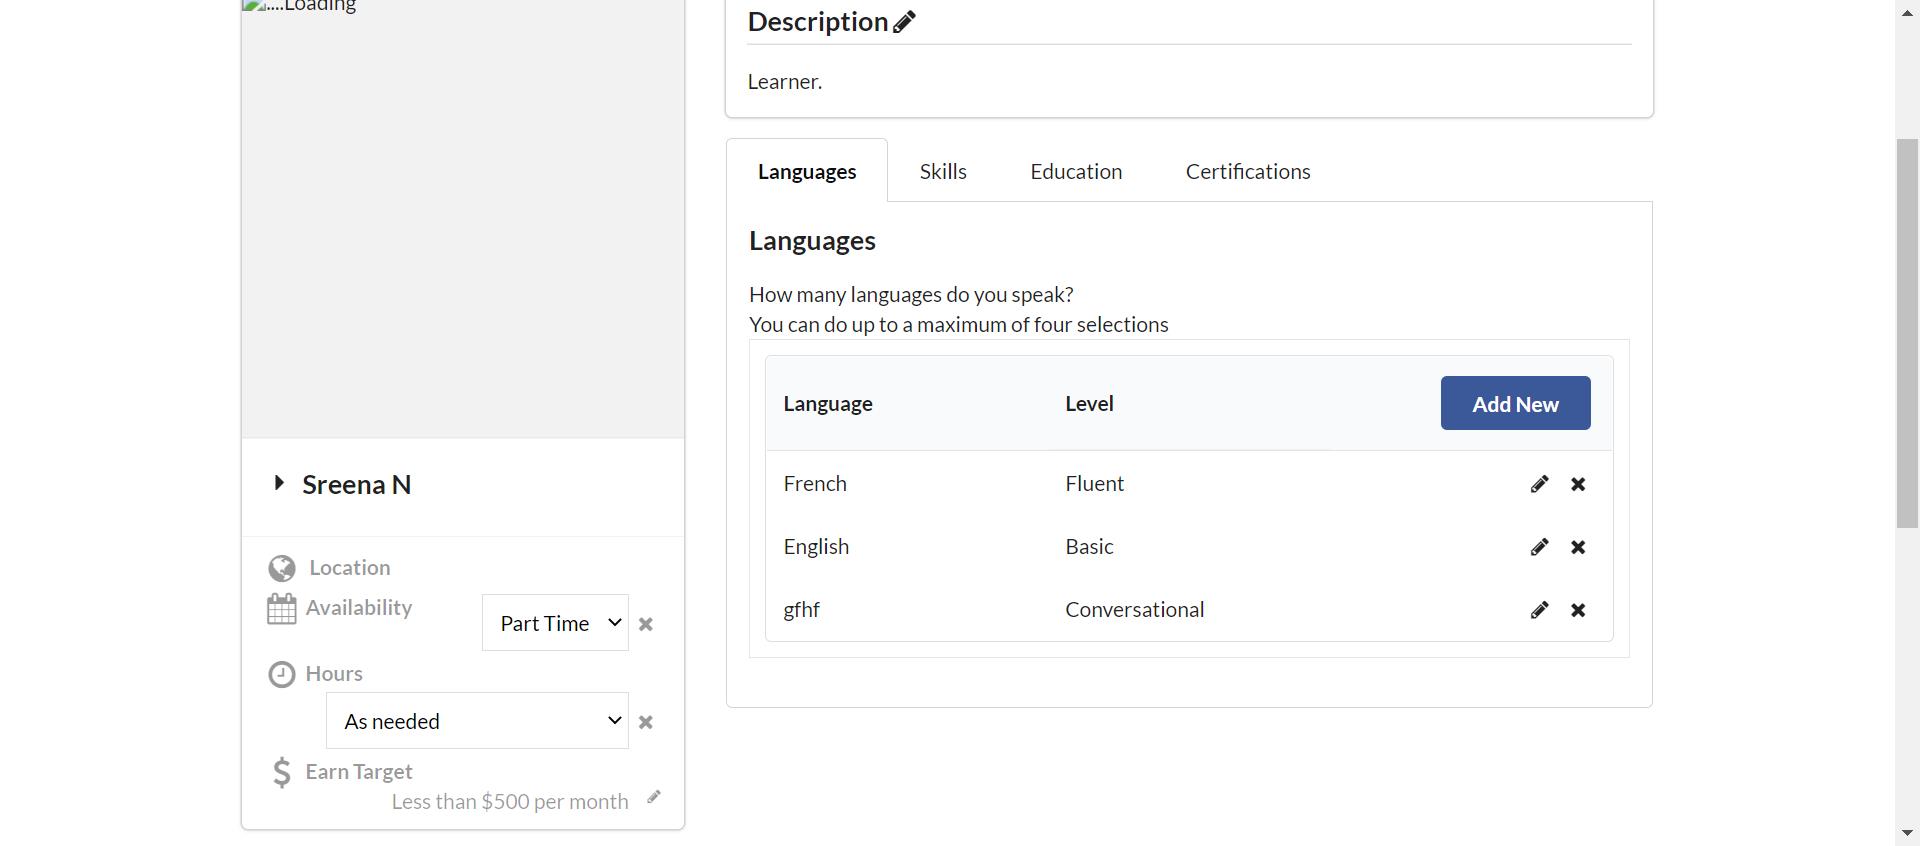 ....Loading
Sreena N
Location
Availability
Part Time
Hours
As needed
Earn Target
Less than $500 per month
Description
Learner.
Languages Skills Education Certifications
Languages
How many languages do you speak?
You can do up to a maximum of four selections
Language Level Add New
French Fluent
English Basic
gfhf Conversational